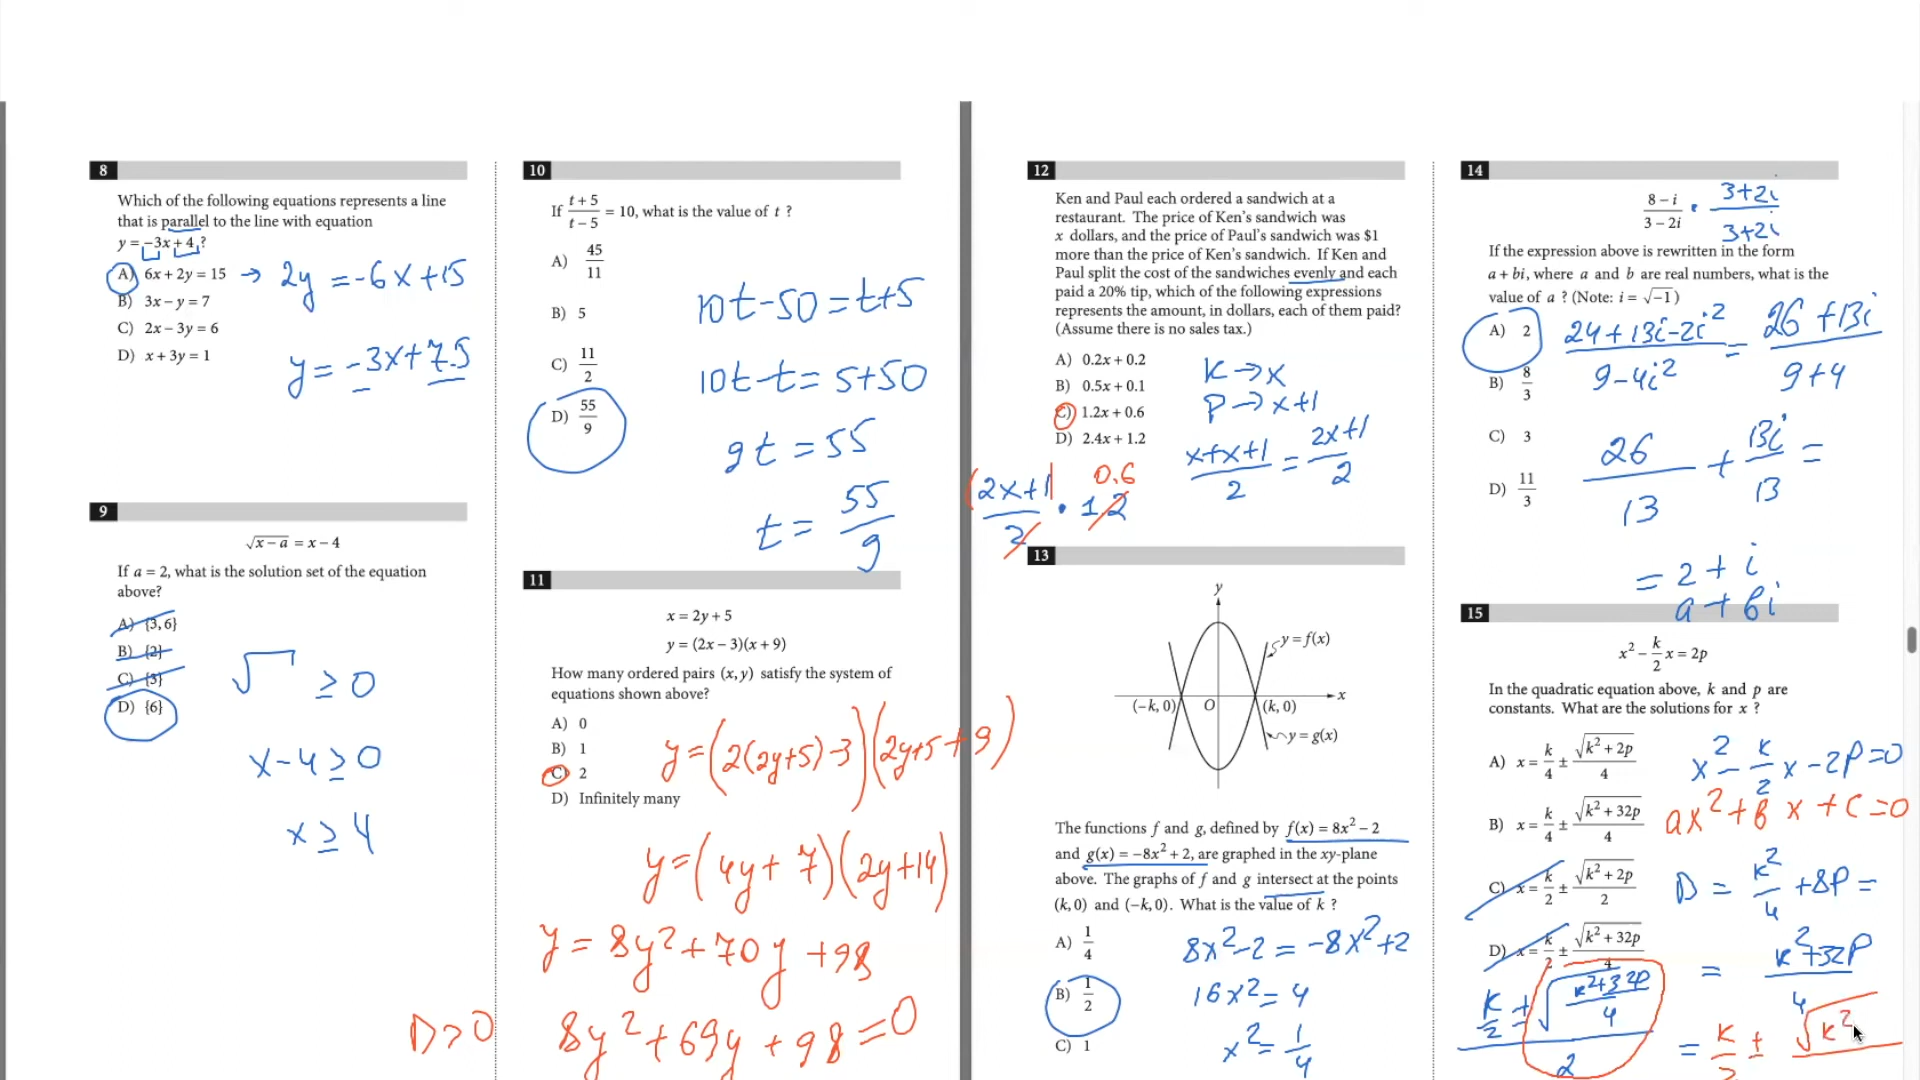 8
Which of the following equations represents a line
that is parallel to the line with equation
y = −3x + 4 ?
A) 6x + 2y = 15 → 2y = -6x + 15
B) 3x − y = 7
C) 2x − 3y = 6
D) x + 3y = 1
y = -3x + 7.5
9
√(x − a) = x − 4
If a = 2, what is the solution set of the equation
above?
A) {3, 6}
B) {2}
C) {3}
D) {6}
√ ≥ 0
x - 4 ≥ 0
x ≥ 4
10
If (t + 5)/(t − 5) = 10, what is the value of t ?
A) 45/11
B) 5
C) 11/2
D) 55/9
10t - 50 = t + 5
10t - t = 5 + 50
9t = 55
t = 55/9
11
x = 2y + 5
y = (2x − 3)(x + 9)
How many ordered pairs (x, y) satisfy the system of
equations shown above?
A) 0
B) 1
C) 2
D) Infinitely many
y = (2(2y+5)-3)(2y+5+9)
y = (4y + 7)(2y + 14)
y = 8y² + 70y + 98
D > 0 8y² + 69y + 98 = 0
12
Ken and Paul each ordered a sandwich at a
restaurant. The price of Ken’s sandwich was
x dollars, and the price of Paul’s sandwich was $1
more than the price of Ken’s sandwich. If Ken and
Paul split the cost of the sandwiches evenly and each
paid a 20% tip, which of the following expressions
represents the amount, in dollars, each of them paid?
(Assume there is no sales tax.)
A) 0.2x + 0.2
B) 0.5x + 0.1
C) 1.2x + 0.6
D) 2.4x + 1.2
K → x
P → x+1
(x+x+1)/2 = (2x+1)/2
0.6
(2x+1)/2 · 1.2
13
y
y = f(x)
x
(−k, 0) O (k, 0)
y = g(x)
The functions f and g, defined by f(x) = 8x² − 2
and g(x) = −8x² + 2, are graphed in the xy-plane
above. The graphs of f and g intersect at the points
(k, 0) and (−k, 0). What is the value of k ?
A) 1/4
B) 1/2
C) 1
8x² - 2 = -8x² + 2
16x² = 4
x² = 1/4
14
(8 − i)/(3 − 2i) · (3+2i)/(3+2i)
If the expression above is rewritten in the form
a + bi, where a and b are real numbers, what is the
value of a ? (Note: i = √−1)
A) 2
B) 8/3
C) 3
D) 11/3
(24 + 13i - 2i²)/(9 - 4i²) = (26 + 13i)/(9 + 4)
26/13 + 13i/13 =
= 2 + i
a + bi
15
x² − (k/2)x = 2p
In the quadratic equation above, k and p are
constants. What are the solutions for x ?
A) x = k/4 ± √(k² + 2p)/4
B) x = k/4 ± √(k² + 32p)/4
C) x = k/2 ± √(k² + 2p)/2
D) x = k/2 ± √(k² + 32p)/4
x² - (k/2)x - 2p = 0
ax² + bx + c = 0
D = k²/4 + 8p =
= (k² + 32p)/4
(k/2 ± √((k²+32p)/4))/2
= k/2 ± √k²